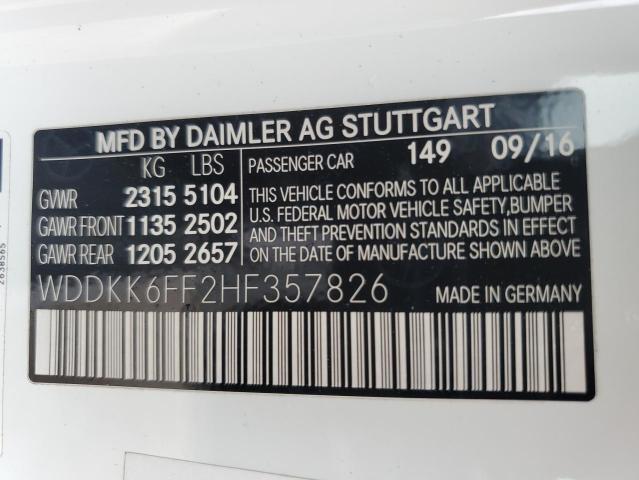 MFD BY DAIMLER AG STUTTGART
KG LBS PASSENGER CAR 149 09/16
GVWR 2315 5104
GAWR FRONT 1135 2502
GAWR REAR 1205 2657
THIS VEHICLE CONFORMS TO ALL APPLICABLE
U.S. FEDERAL MOTOR VEHICLE SAFETY,BUMPER
AND THEFT PREVENTION STANDARDS IN EFFECT
ON THE DATE OF MANUFACTURE SHOWN ABOVE.
WDDKK6FF2HF357826 MADE IN GERMANY
2638565